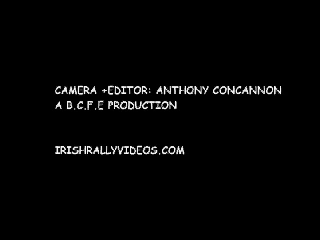 CAMERA +EDITOR: ANTHONY CONCANNON
A B.C.F.E PRODUCTION
IRISHRALLYVIDEOS.COM